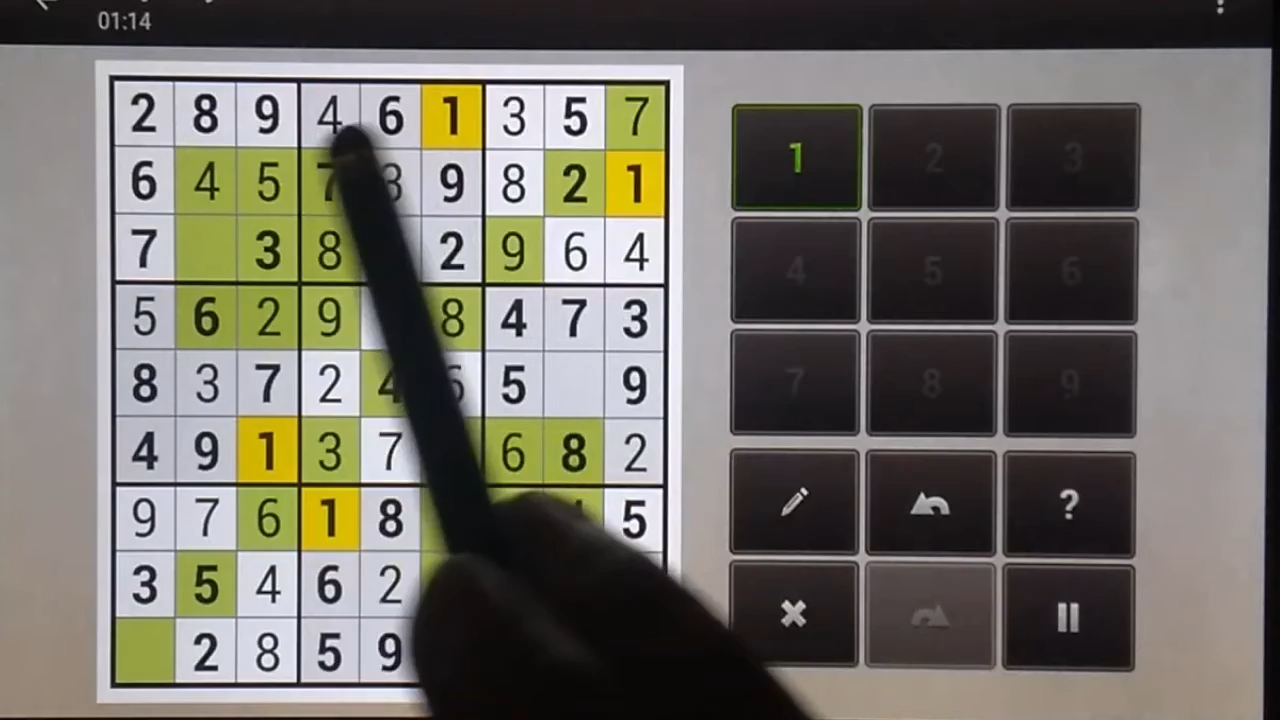 01:14
2 8 9 4 6 1 3 5 7
6 4 5 7 3 9 8 2 1
7 3 8 2 9 6 4
5 6 2 9 8 4 7 3
8 3 7 2 4 6 5 9
4 9 1 3 7 6 8 2
9 7 6 1 8 5
3 5 4 6 2
2 8 5 9
1 2 3
4 5 6
7 8 9
?